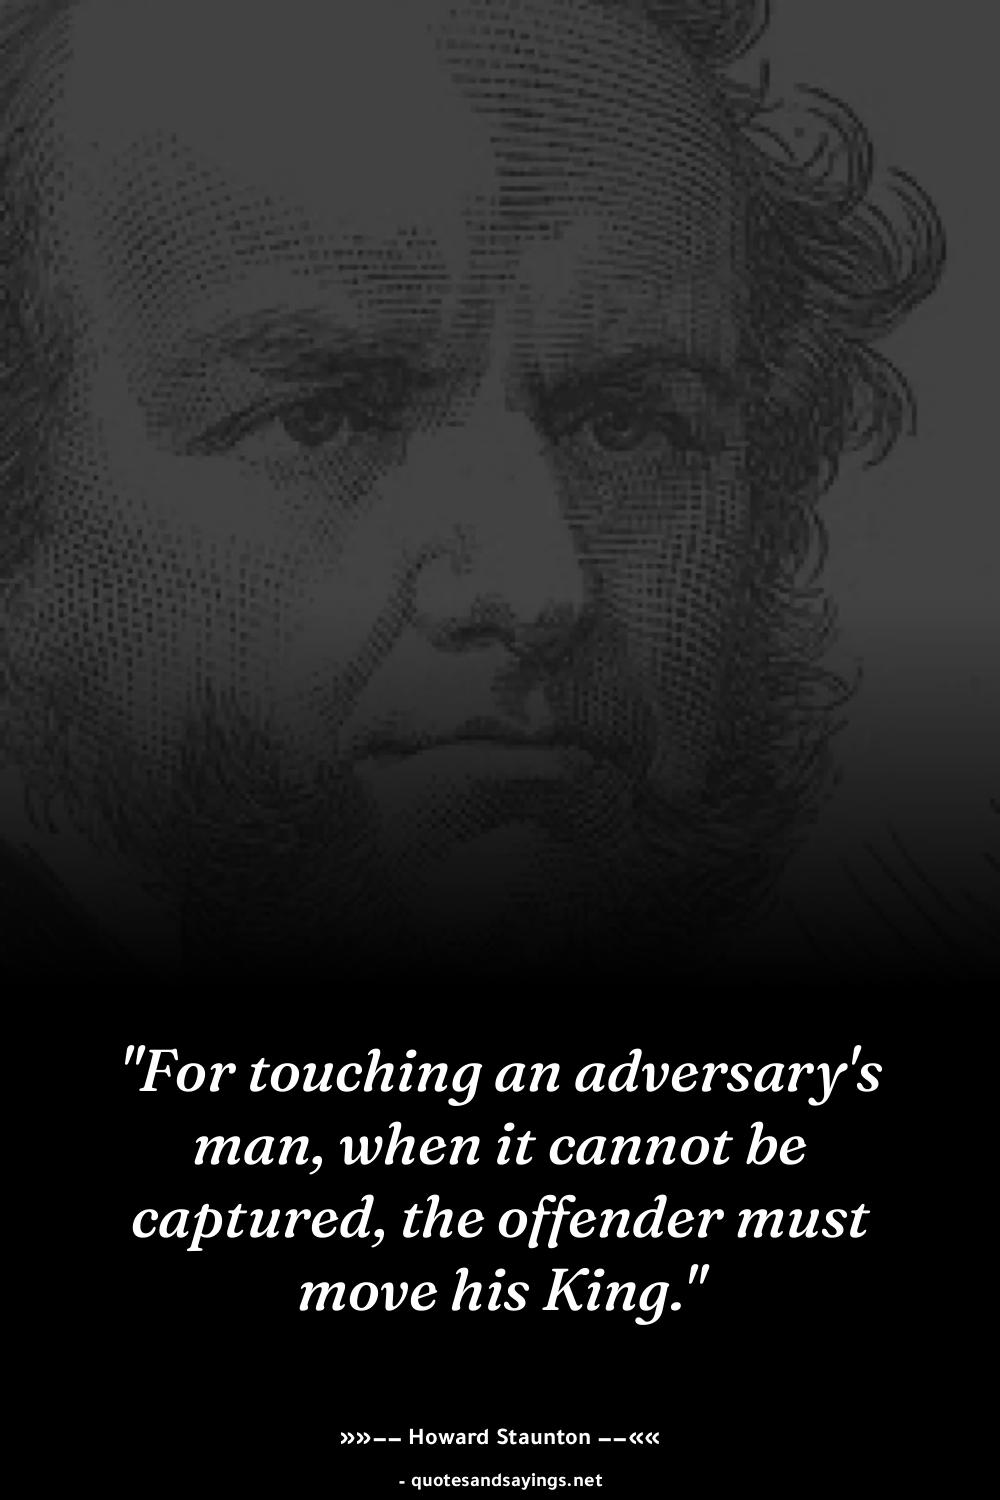 "For touching an adversary's
man, when it cannot be
captured, the offender must
move his King."
»»–– Howard Staunton ––««
- quotesandsayings.net